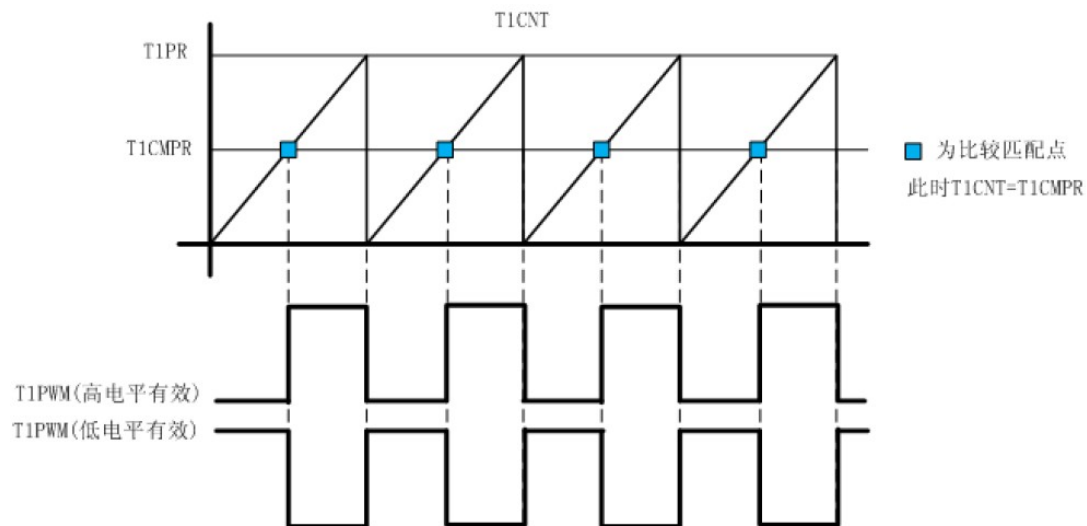 T1CNT
T1PR
T1CMPR
为比较匹配点
此时T1CNT=T1CMPR
T1PWM(高电平有效)
T1PWM(低电平有效)